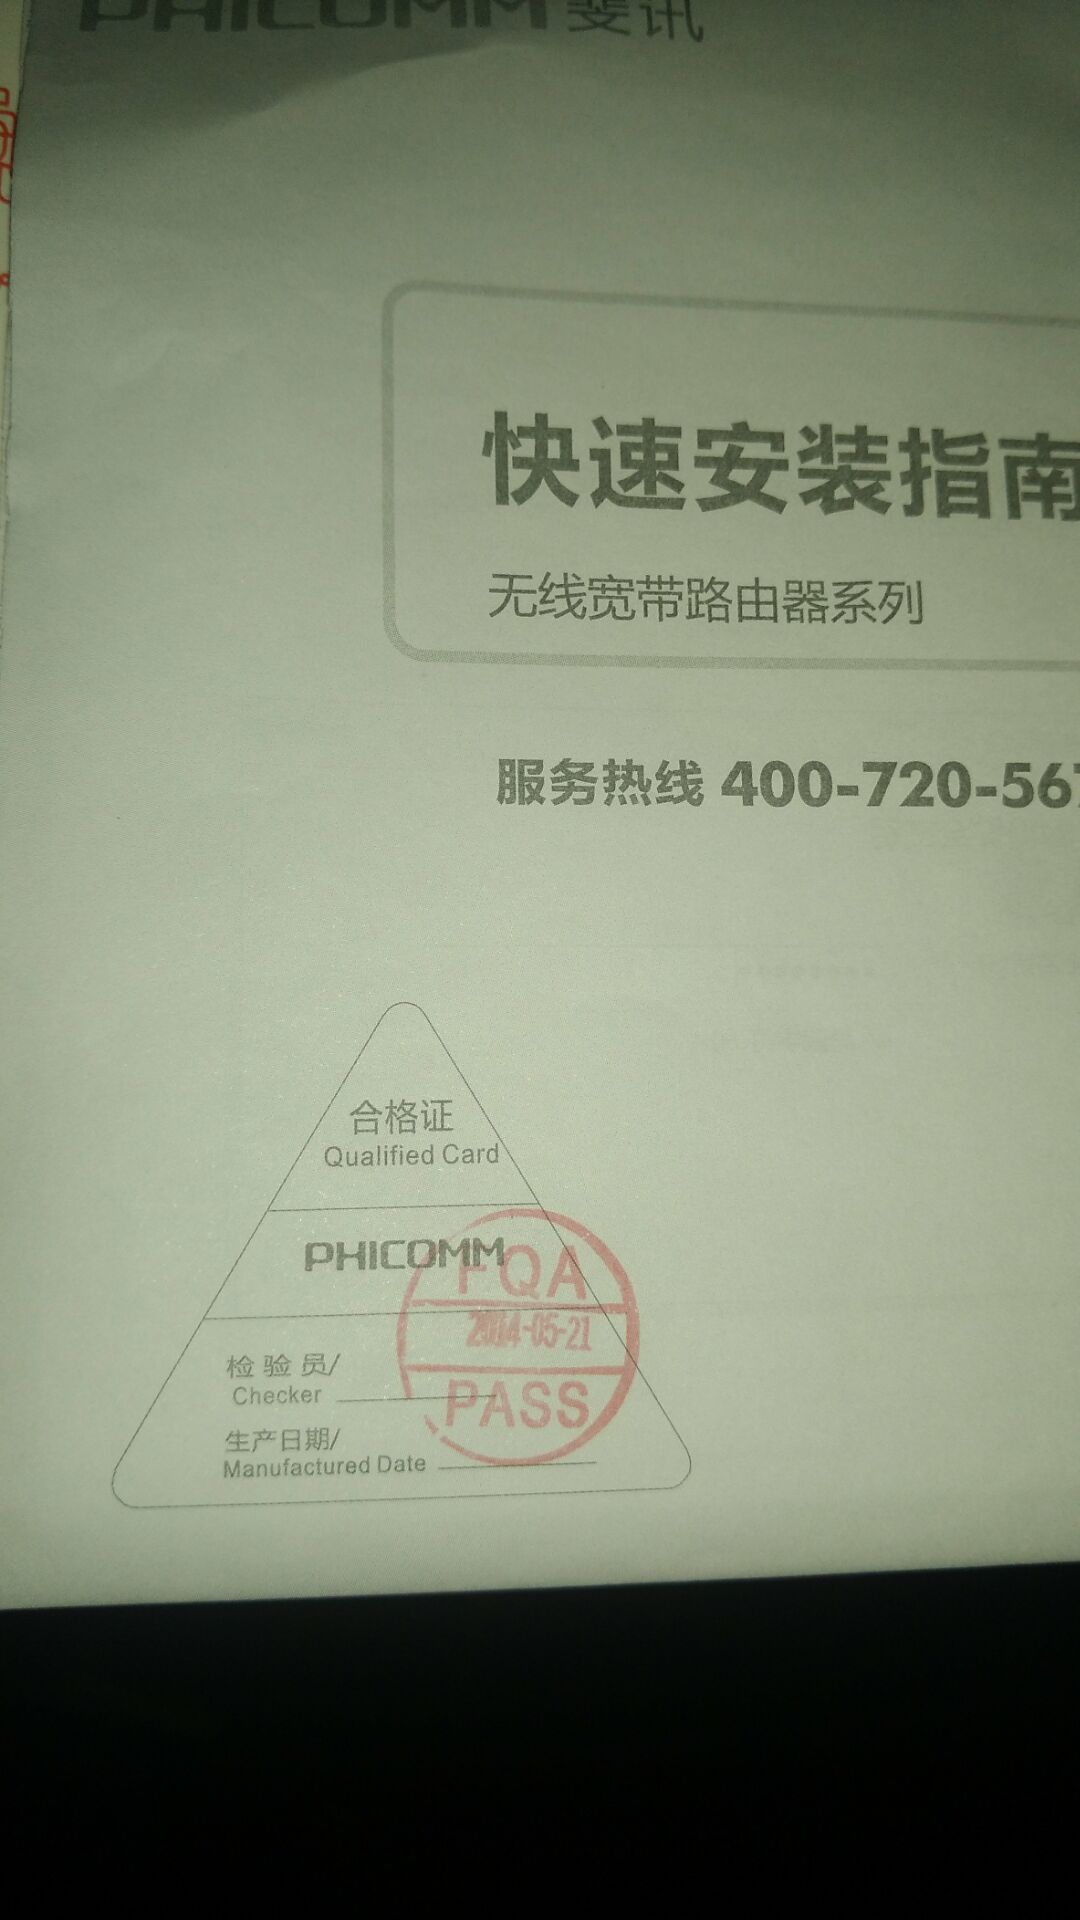 PHICOMM 斐讯
快速安装指南
无线宽带路由器系列
服务热线 400-720-567
合格证
Qualified Card
PHICOMM
FQA
2014-05-21
PASS
检验员/
Checker
生产日期/
Manufactured Date